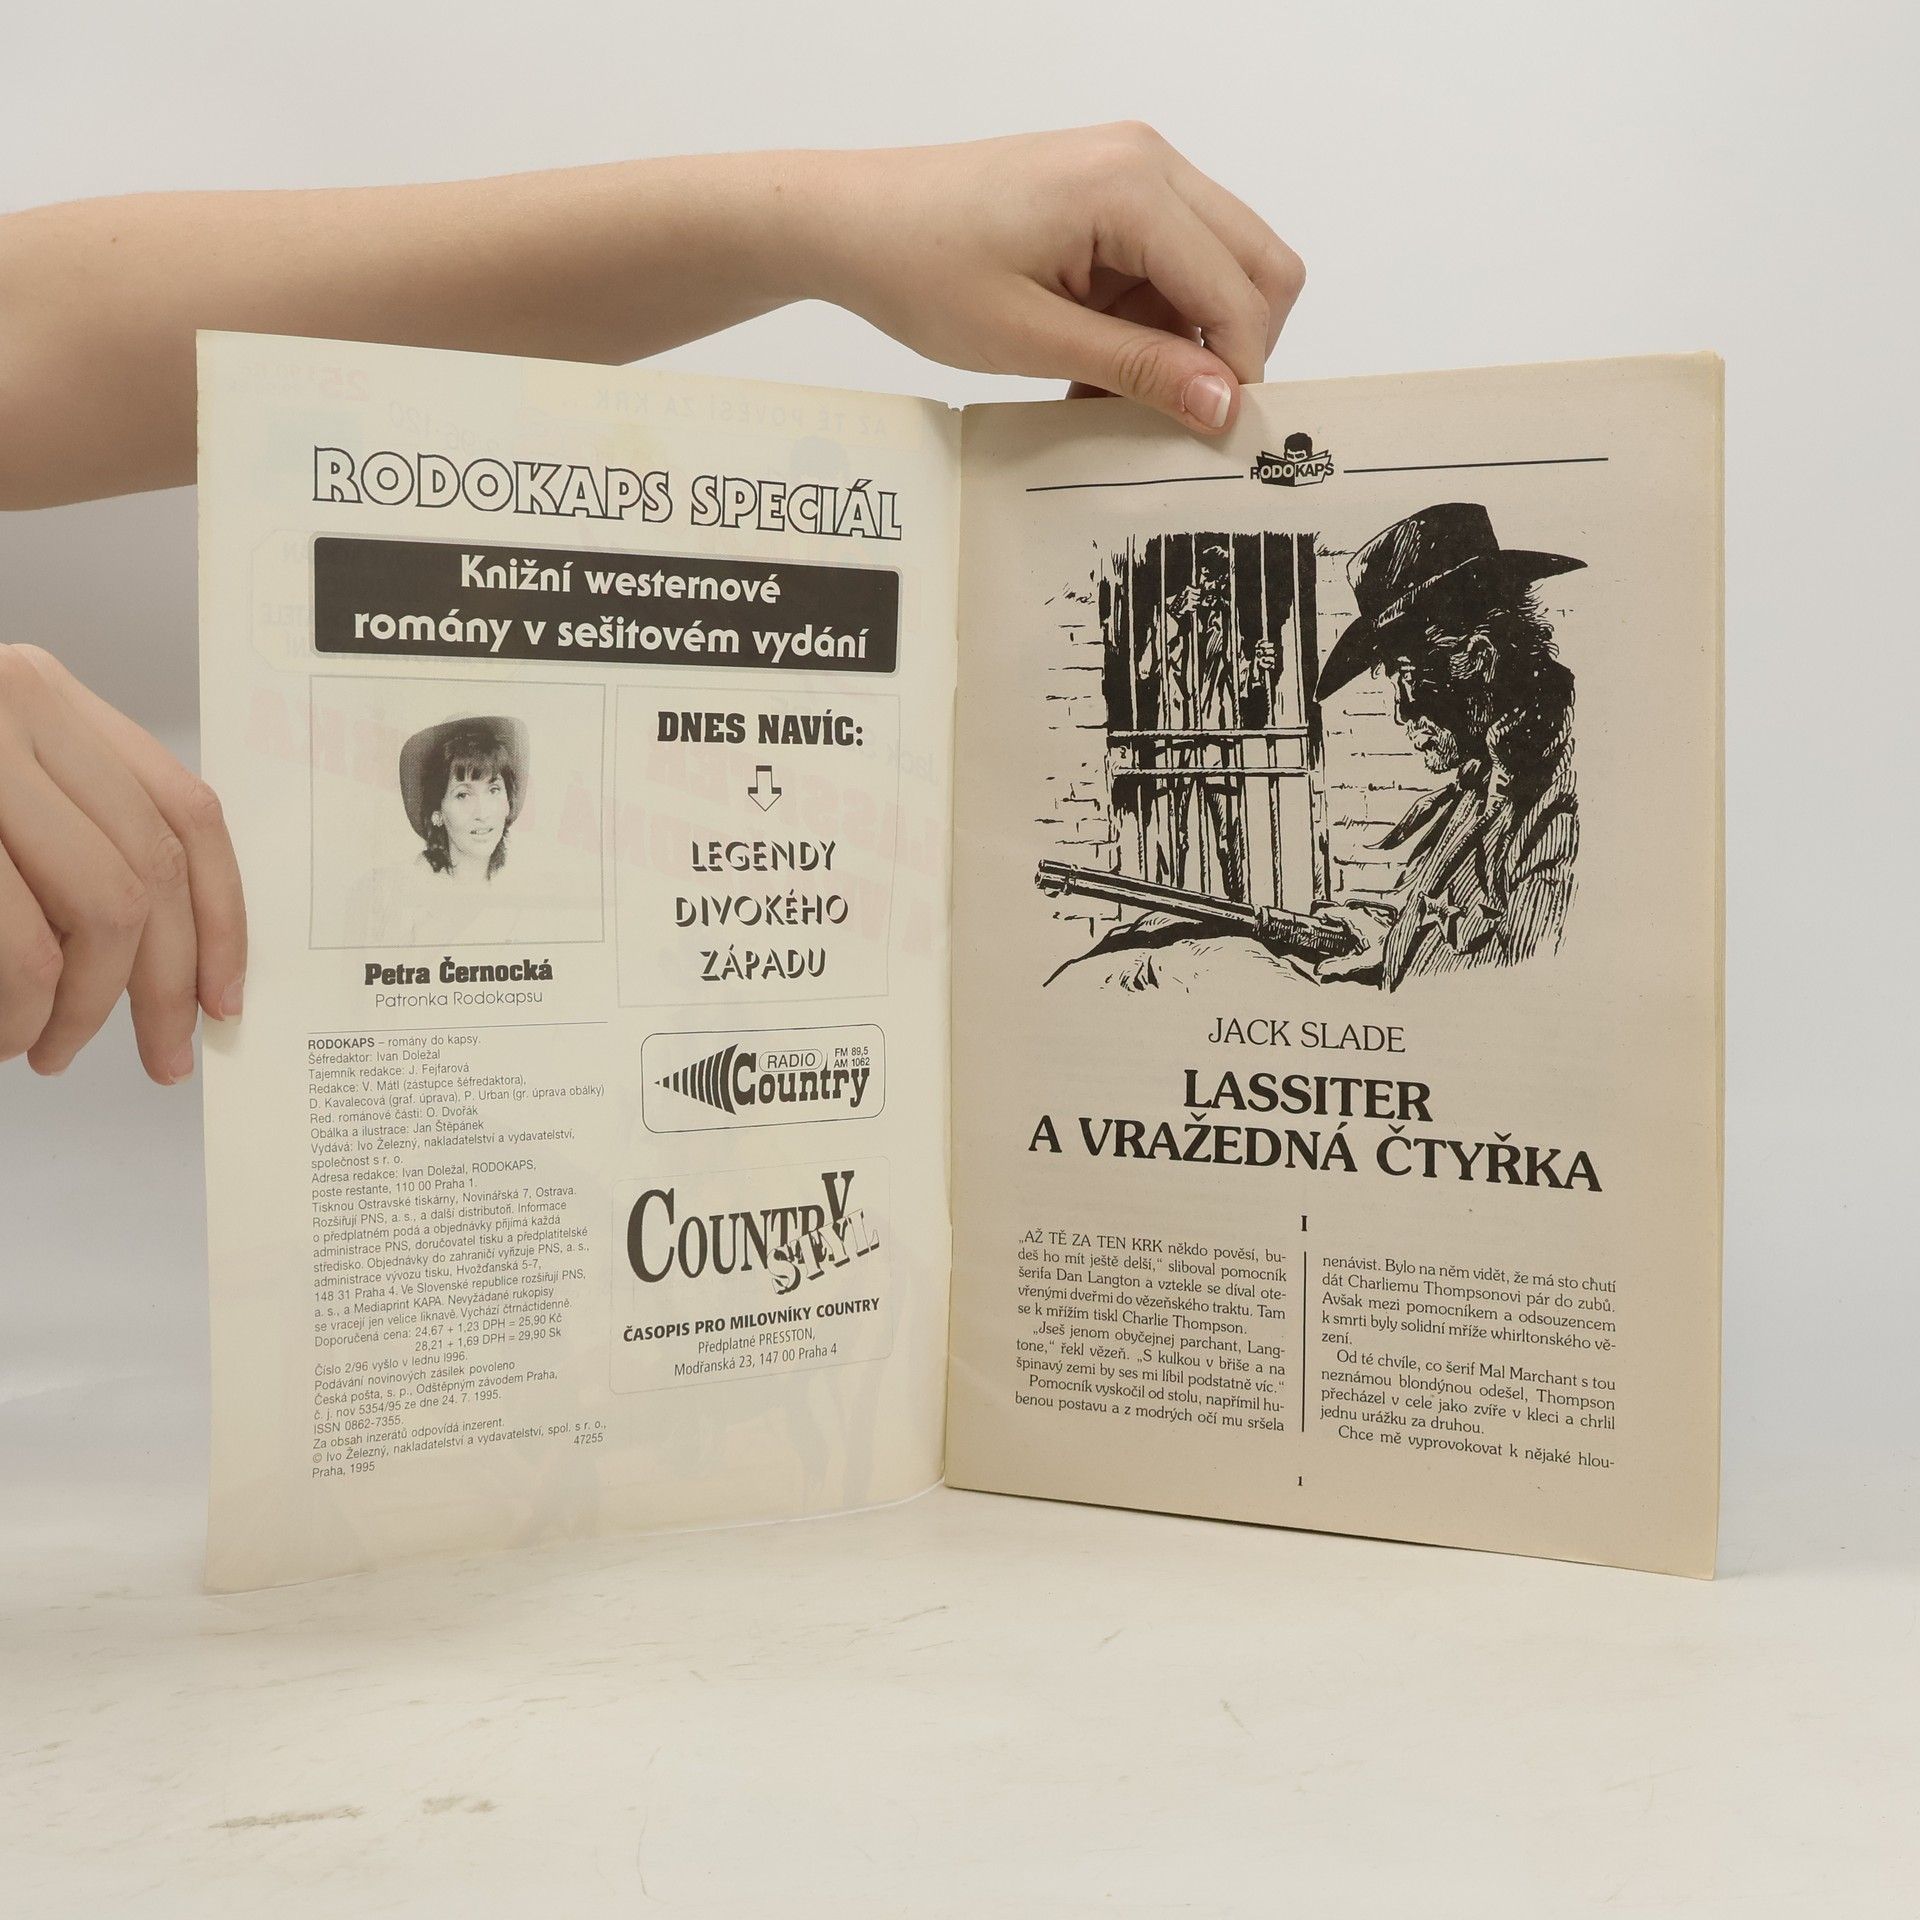 RODOKAPS SPECIÁL
Knižní westernové
romány v sešitovém vydání
Petra Černocká
Patronka Rodokapsu
DNES NAVÍC:
LEGENDY
DIVOKÉHO
ZÁPADU
RODOKAPS – romány do kapsy.
Šéfredaktor: Ivan Doležal
Tajemník redakce: J. Fejfarová
Redakce: V. Mátl (zástupce šéfredaktora),
D. Kavalecová (graf. úprava), P. Urban (gr. úprava obálky)
Red. románové části: O. Dvořák
Obálka a ilustrace: Jan Štěpánek
Vydává: Ivo Železný, nakladatelství a vydavatelství,
společnost s r. o.
Adresa redakce: Ivan Doležal, RODOKAPS,
poste restante, 110 00 Praha 1.
Tisknou Ostravské tiskárny, Novinářská 7, Ostrava.
Rozšiřují PNS, a. s., a další distributoři. Informace
o předplatném podá a objednávky přijímá každá
administrace PNS, doručovatel tisku a předplatitelské
středisko. Objednávky do zahraničí vyřizuje PNS, a. s.,
administrace vývozu tisku, Hvožďanská 5-7,
148 31 Praha 4. Ve Slovenské republice rozšiřují PNS,
a. s., a Mediaprint KAPA. Nevyžádané rukopisy
se vracejí jen velice liknavě. Vychází čtrnáctidenně.
Doporučená cena: 24,67 + 1,23 DPH = 25,90 Kč
28,21 + 1,69 DPH = 29,90 Sk
Číslo 2/96 vyšlo v lednu 1996.
Podávání novinových zásilek povoleno
Česká pošta, s. p., Odštěpným závodem Praha,
č. j. nov 5354/95 ze dne 24. 7. 1995.
ISSN 0862-7355.
Za obsah inzerátů odpovídá inzerent.
© Ivo Železný, nakladatelství a vydavatelství, spol. s r. o.,
Praha, 1995
47255
RADIO
Country
FM 89,5
AM 1062
COUNTRY
V
STYL
ČASOPIS PRO MILOVNÍKY COUNTRY
Předplatné PRESSTON,
Modřanská 23, 147 00 Praha 4
RODOKAPS
JACK SLADE
LASSITER
A VRAŽEDNÁ ČTYŘKA
I
„AŽ TĚ ZA TEN KRK někdo pověsí, bu-
deš ho mít ještě delší,“ sliboval pomocník
šerifa Dan Langton a vztekle se díval ote-
vřenými dveřmi do vězeňského traktu. Tam
se k mřížím tiskl Charlie Thompson.
„Jseš jenom obyčejnej parchant, Lang-
tone,“ řekl vězeň. „S kulkou v břiše a na
špinavý zemi by ses mi líbil podstatně víc.“
Pomocník vyskočil od stolu, napřímil hu-
benou postavu a z modrých očí mu sršela
nenávist. Bylo na něm vidět, že má sto chutí
dát Charliemu Thompsonovi pár do zubů.
Avšak mezi pomocníkem a odsouzencem
k smrti byly solidní mříže whirltonského vě-
zení.
Od té chvíle, co šerif Mal Marchant s tou
neznámou blondýnou odešel, Thompson
přecházel v cele jako zvíře v kleci a chrlil
jednu urážku za druhou.
Chce mě vyprovokovat k nějaké hlou-
1